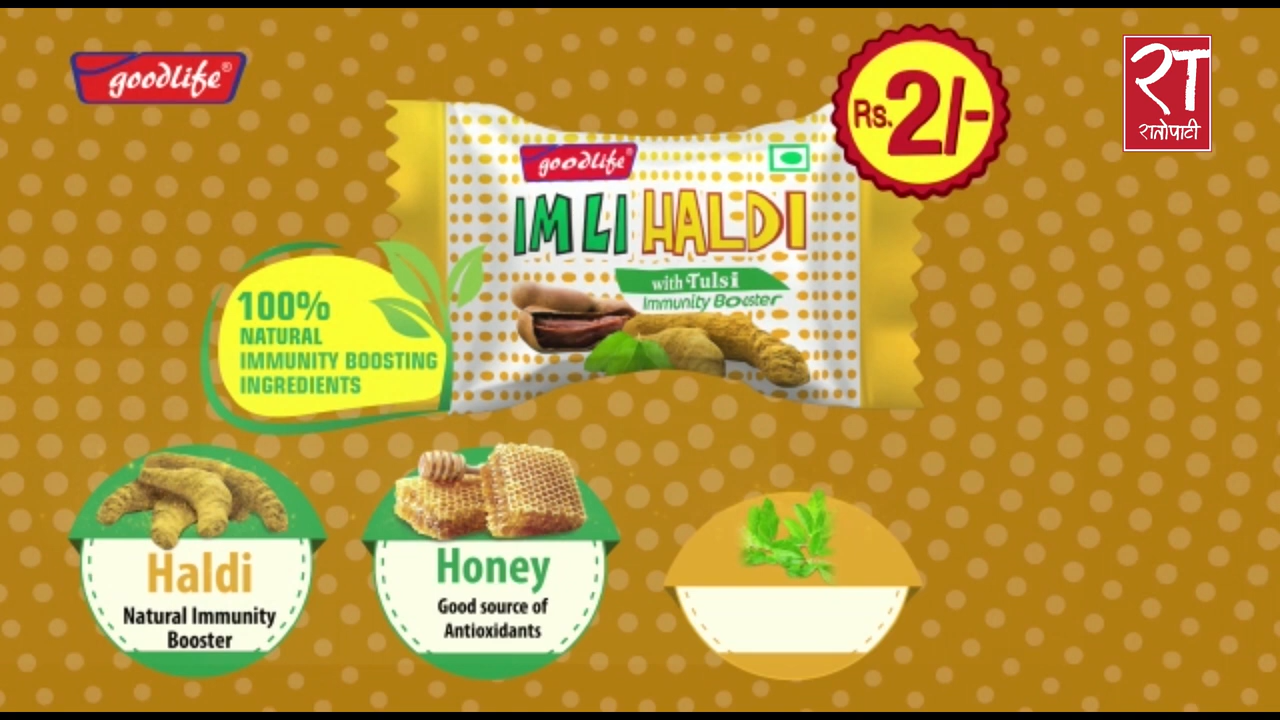 goodlife®
Rs. 2/-
रा
रातोपाटी
goodlife®
IMLI HALDI
with Tulsi
Immunity Booster
100%
NATURAL
IMMUNITY BOOSTING
INGREDIENTS
Haldi
Natural Immunity
Booster
Honey
Good source of
Antioxidants